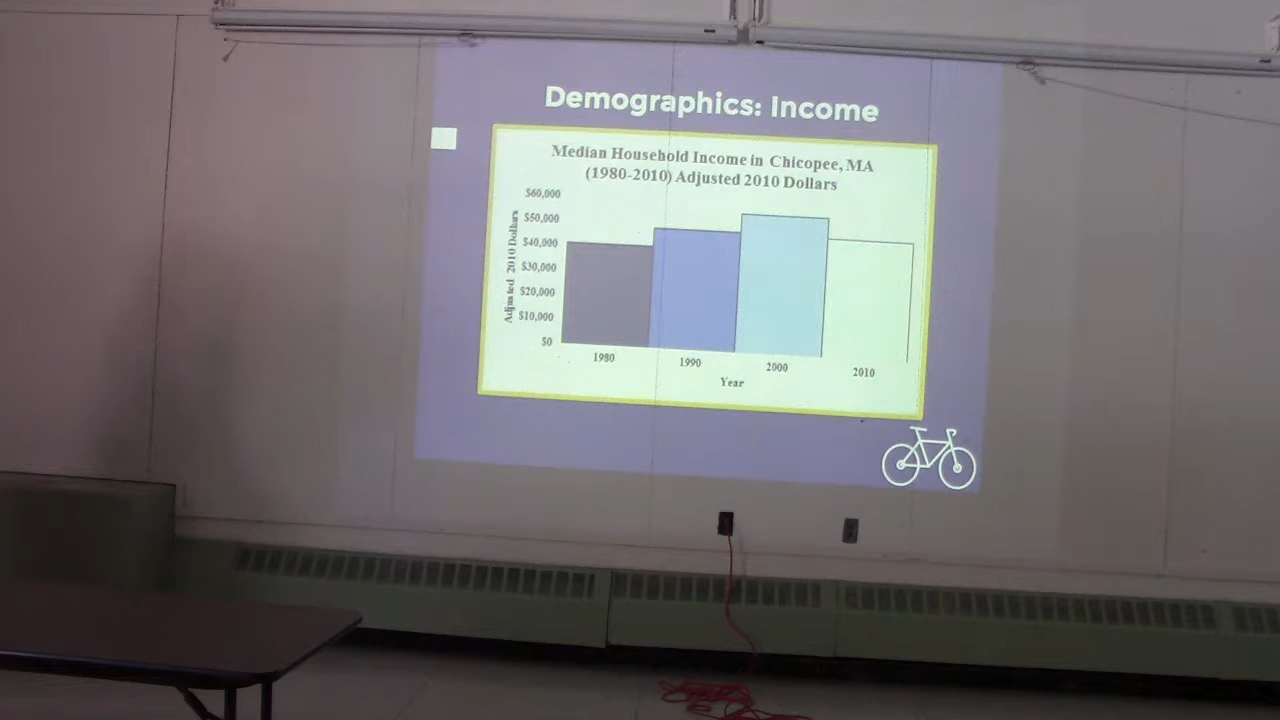 Demographics: Income
Median Household Income in Chicopee, MA
(1980-2010) Adjusted 2010 Dollars
Adjusted 2010 Dollars
$60,000
$50,000
$40,000
$30,000
$20,000
$10,000
$0
1980
1990
2000
2010
Year